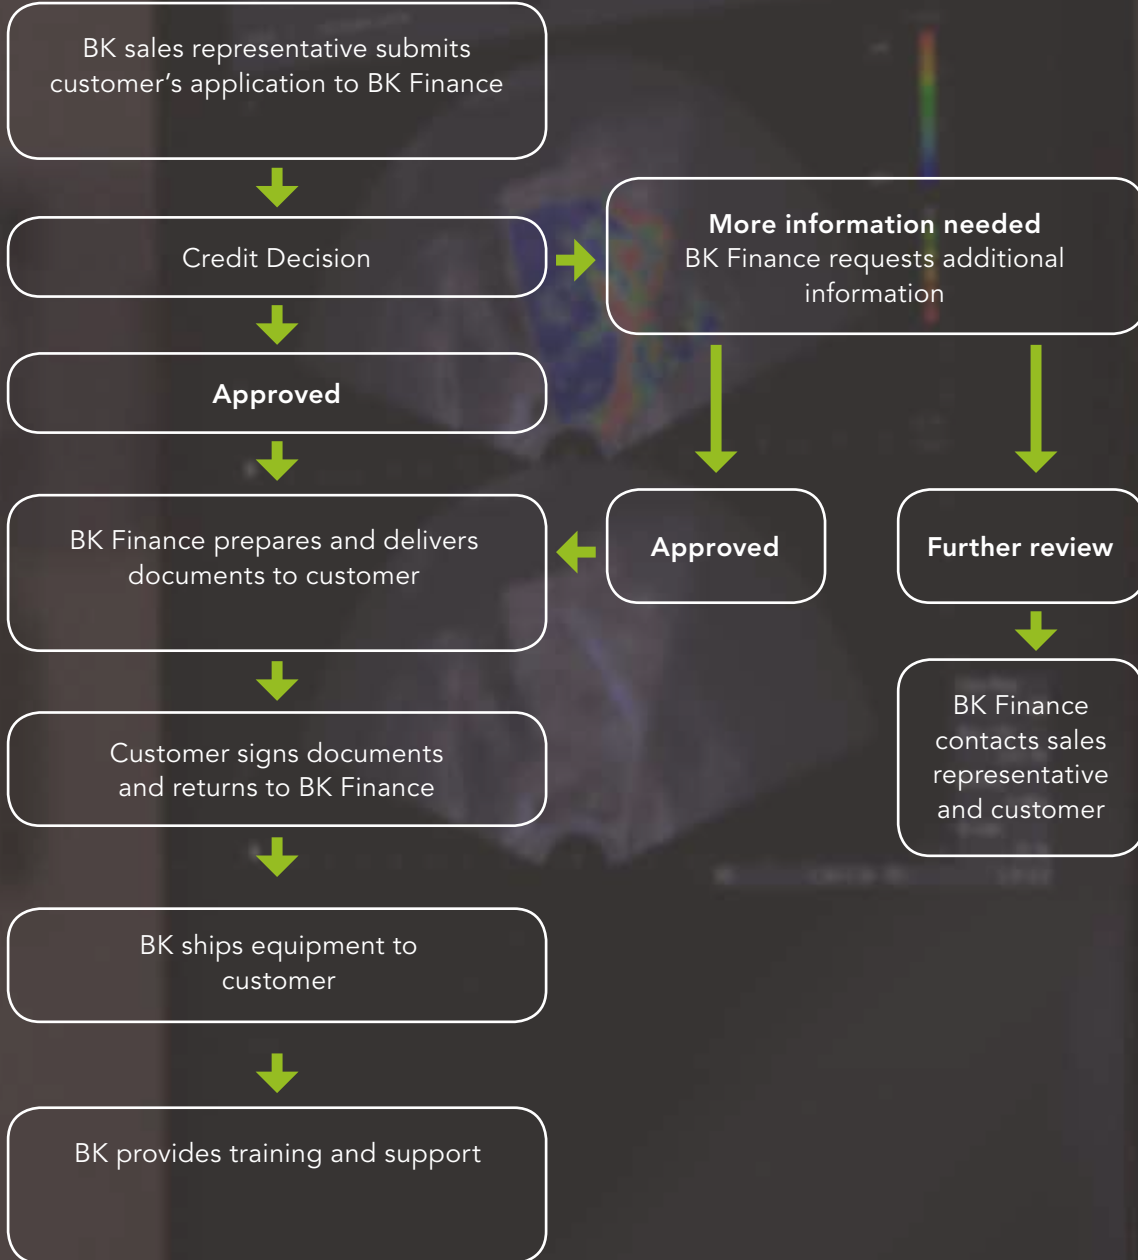 BK sales representative submits
customer’s application to BK Finance
Credit Decision
More information needed
BK Finance requests additional
information
Approved
BK Finance prepares and delivers
documents to customer
Approved
Further review
Customer signs documents
and returns to BK Finance
BK Finance
contacts sales
representative
and customer
BK ships equipment to
customer
BK provides training and support